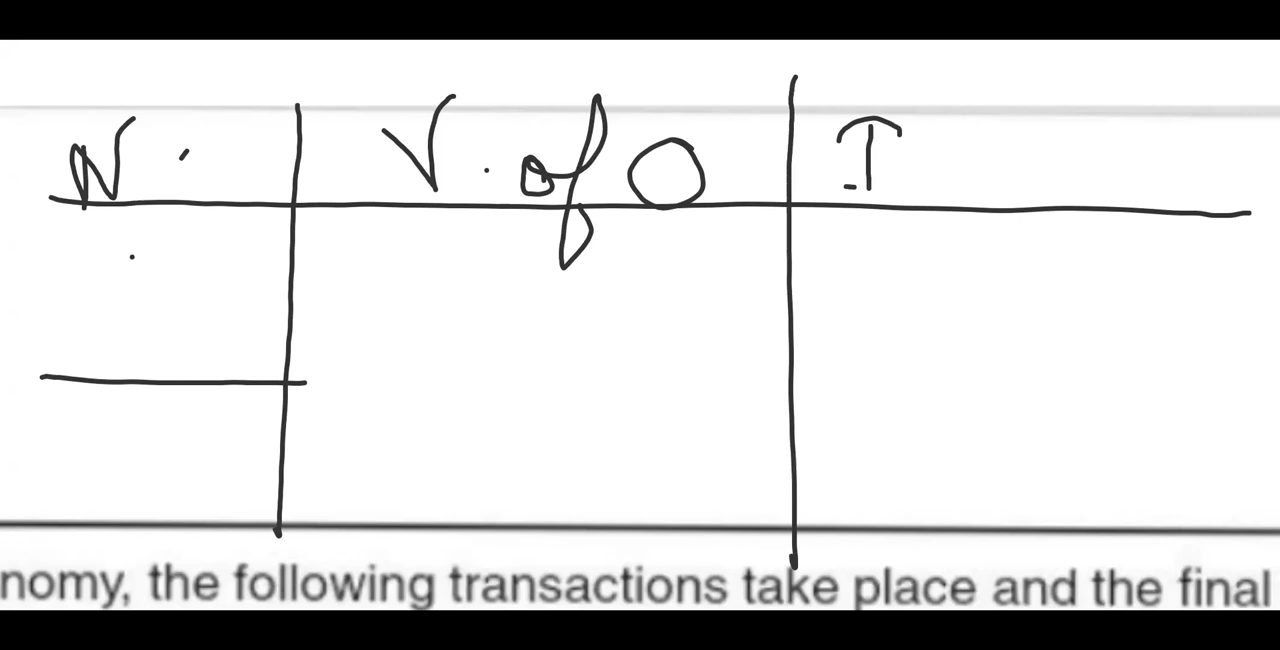 N. V. of O I
nomy, the following transactions take place and the final